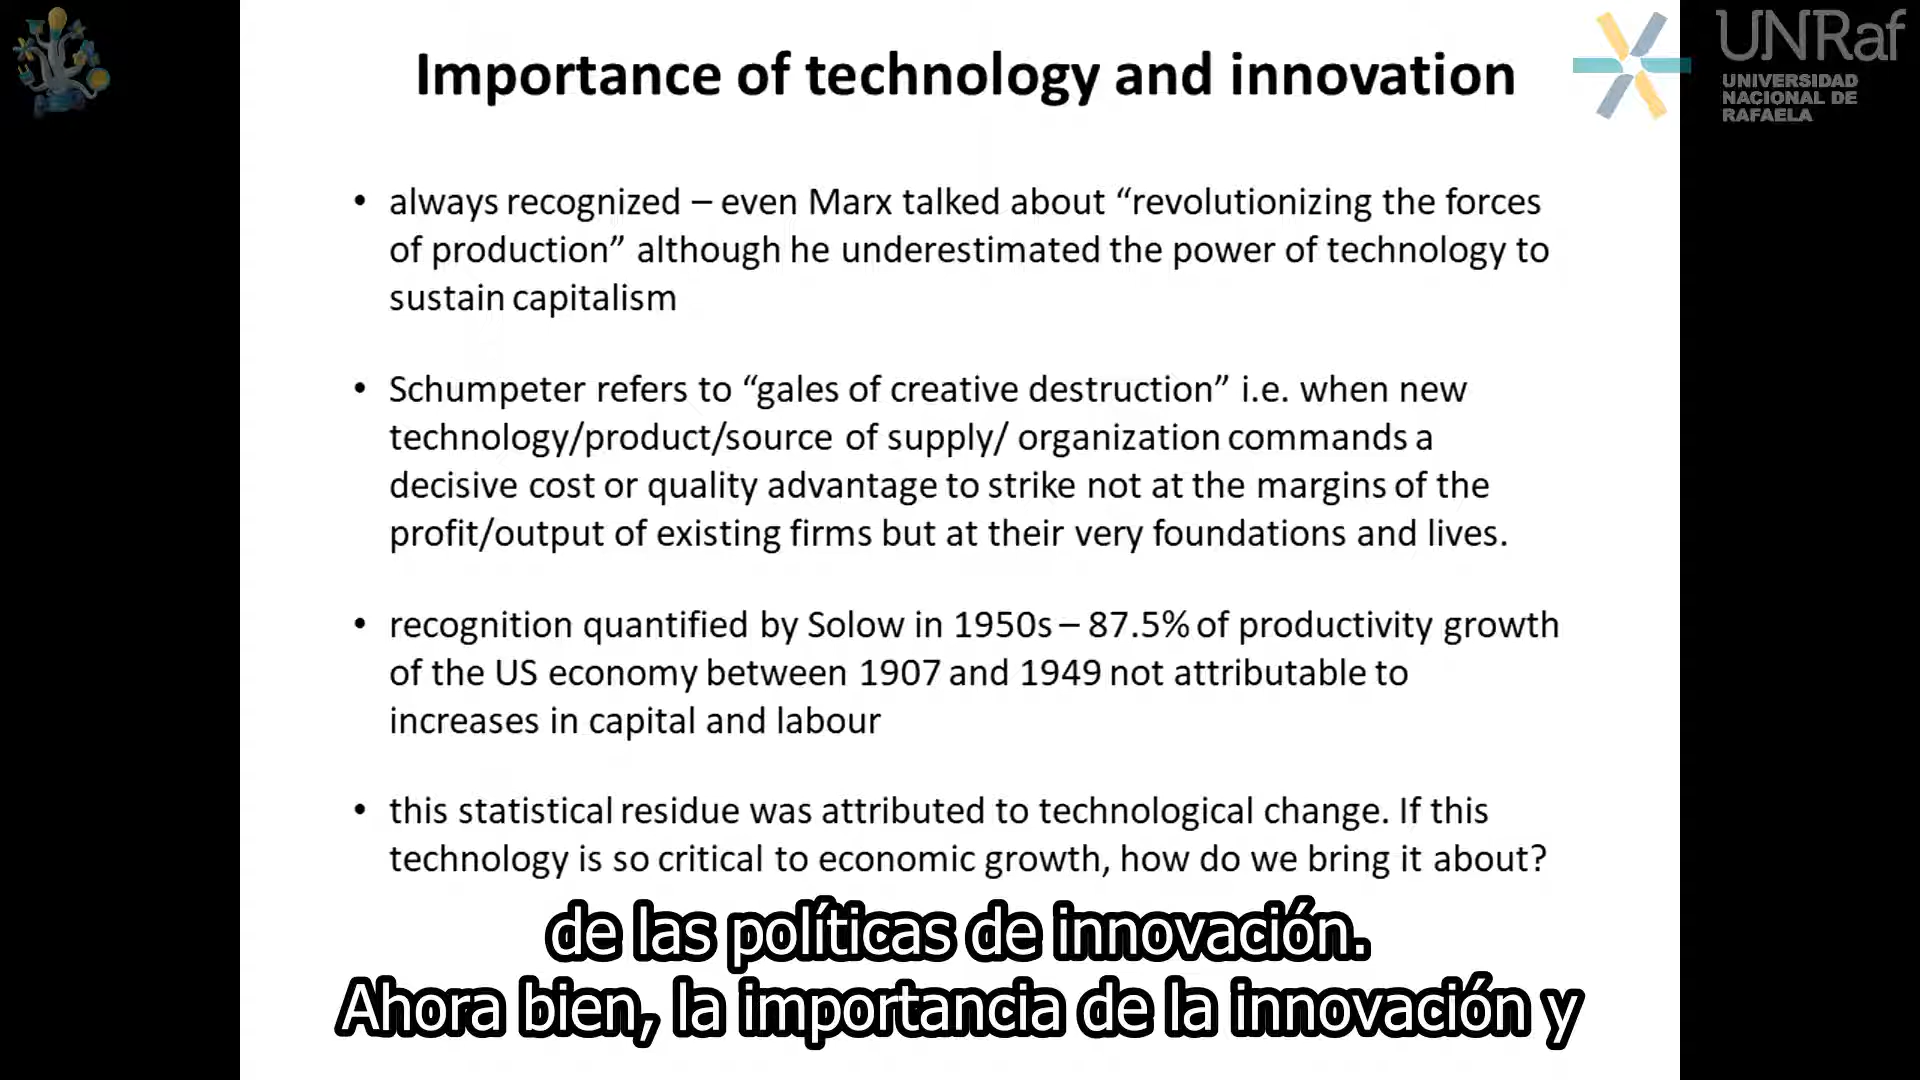 Importance of technology and innovation
UNRaf
UNIVERSIDAD
NACIONAL DE
RAFAELA
• always recognized – even Marx talked about “revolutionizing the forces
of production” although he underestimated the power of technology to
sustain capitalism
• Schumpeter refers to “gales of creative destruction” i.e. when new
technology/product/source of supply/ organization commands a
decisive cost or quality advantage to strike not at the margins of the
profit/output of existing firms but at their very foundations and lives.
• recognition quantified by Solow in 1950s – 87.5% of productivity growth
of the US economy between 1907 and 1949 not attributable to
increases in capital and labour
• this statistical residue was attributed to technological change. If this
technology is so critical to economic growth, how do we bring it about?
de las políticas de innovación.
Ahora bien, la importancia de la innovación y